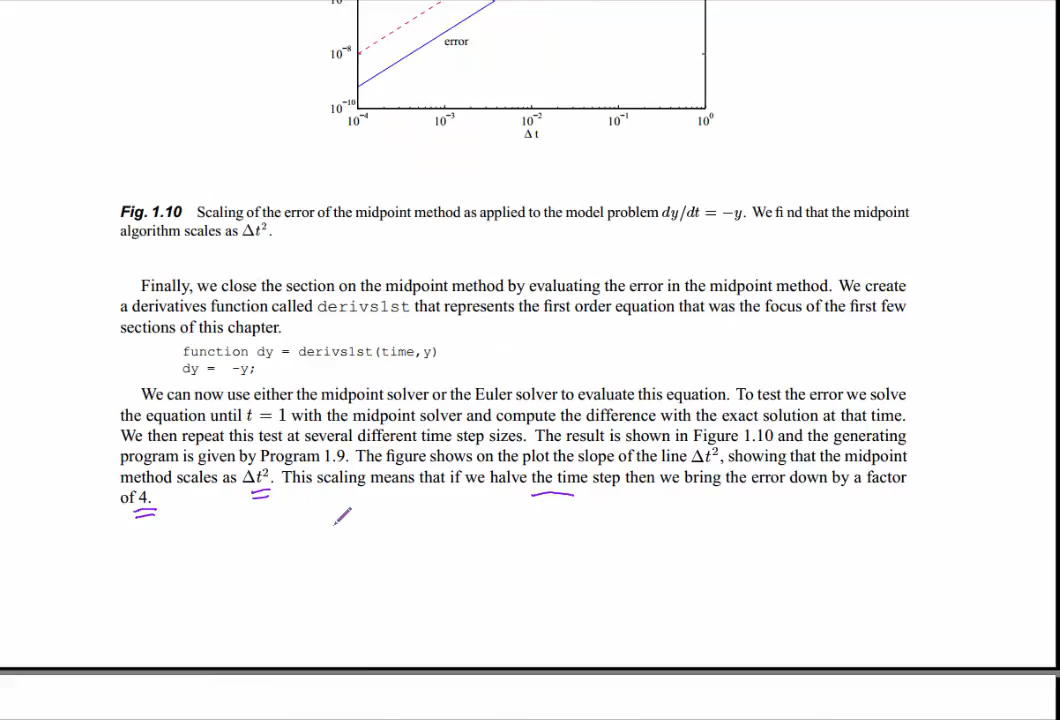 10⁻⁸
error
10⁻¹⁰
10⁻⁴ 10⁻³ 10⁻² 10⁻¹ 10⁰
Δ t
Fig. 1.10 Scaling of the error of the midpoint method as applied to the model problem dy/dt = −y. We fi nd that the midpoint
algorithm scales as Δt².
Finally, we close the section on the midpoint method by evaluating the error in the midpoint method. We create
a derivatives function called derivs1st that represents the first order equation that was the focus of the first few
sections of this chapter.
function dy = derivs1st(time,y)
dy = -y;
We can now use either the midpoint solver or the Euler solver to evaluate this equation. To test the error we solve
the equation until t = 1 with the midpoint solver and compute the difference with the exact solution at that time.
We then repeat this test at several different time step sizes. The result is shown in Figure 1.10 and the generating
program is given by Program 1.9. The figure shows on the plot the slope of the line Δt², showing that the midpoint
method scales as Δt². This scaling means that if we halve the time step then we bring the error down by a factor
of 4.